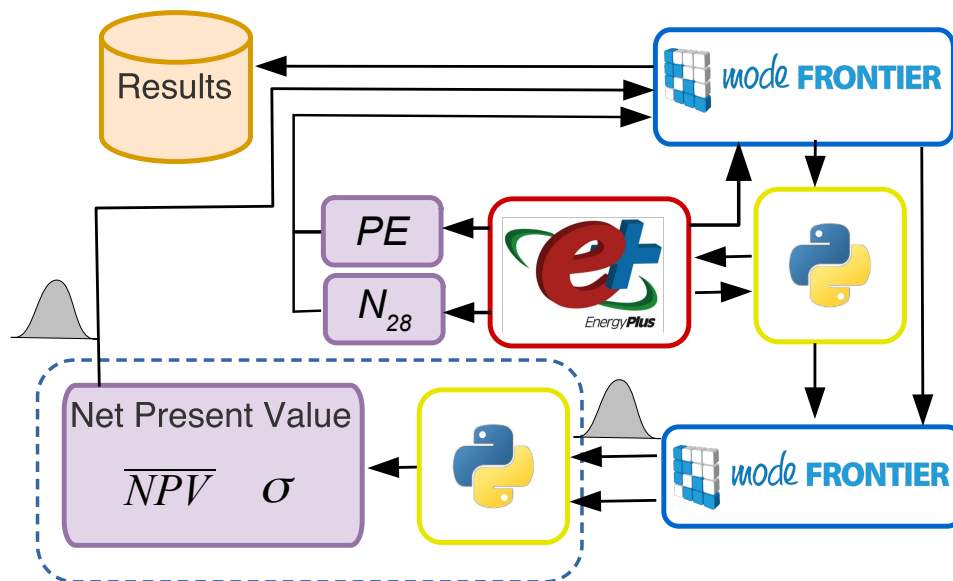 Results
mode FRONTIER
PE
N28
e+
EnergyPlus
Net Present Value
NPV σ
mode FRONTIER